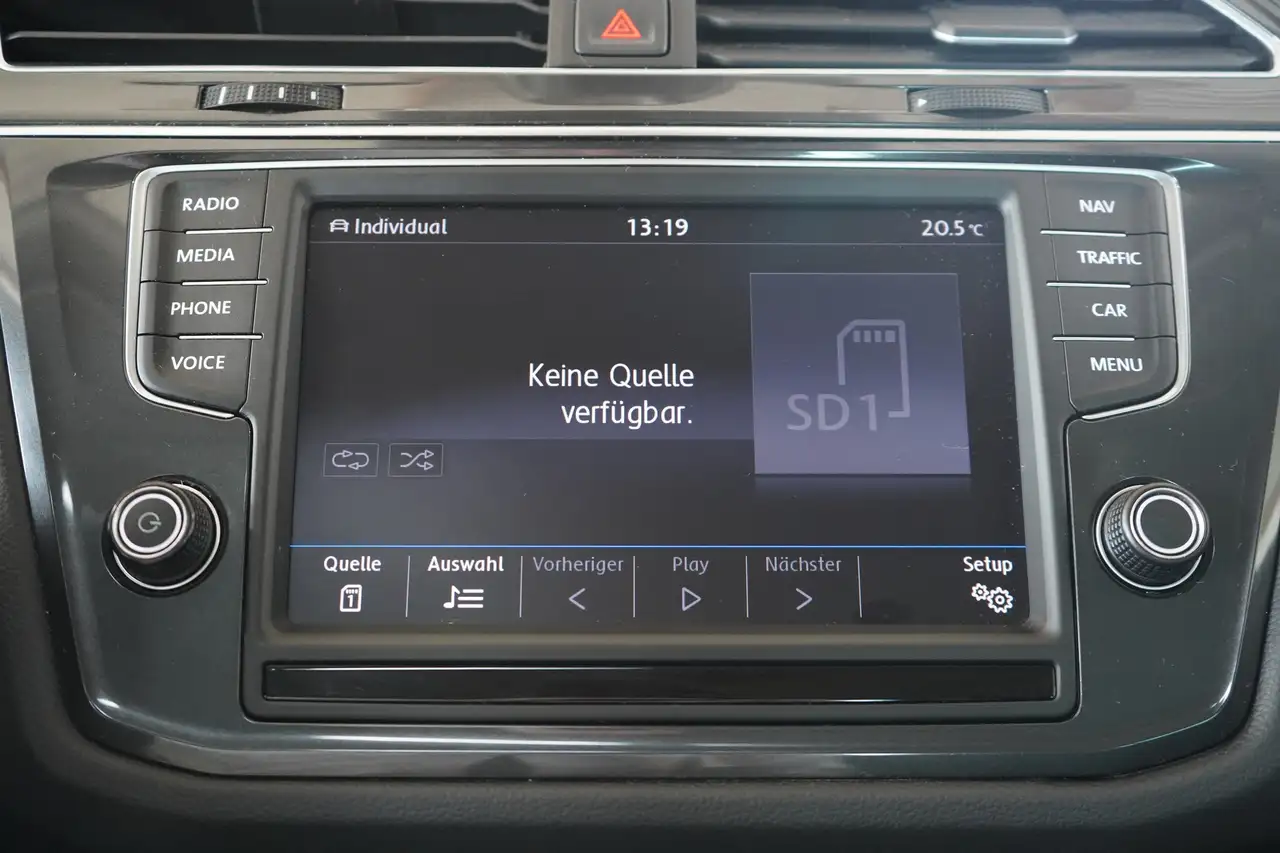 RADIO
MEDIA
PHONE
VOICE
Individual 13:19 20.5°C
Keine Quelle
verfügbar.
SD1
Quelle Auswahl Vorheriger Play Nächster Setup
1
NAV
TRAFFIC
CAR
MENU